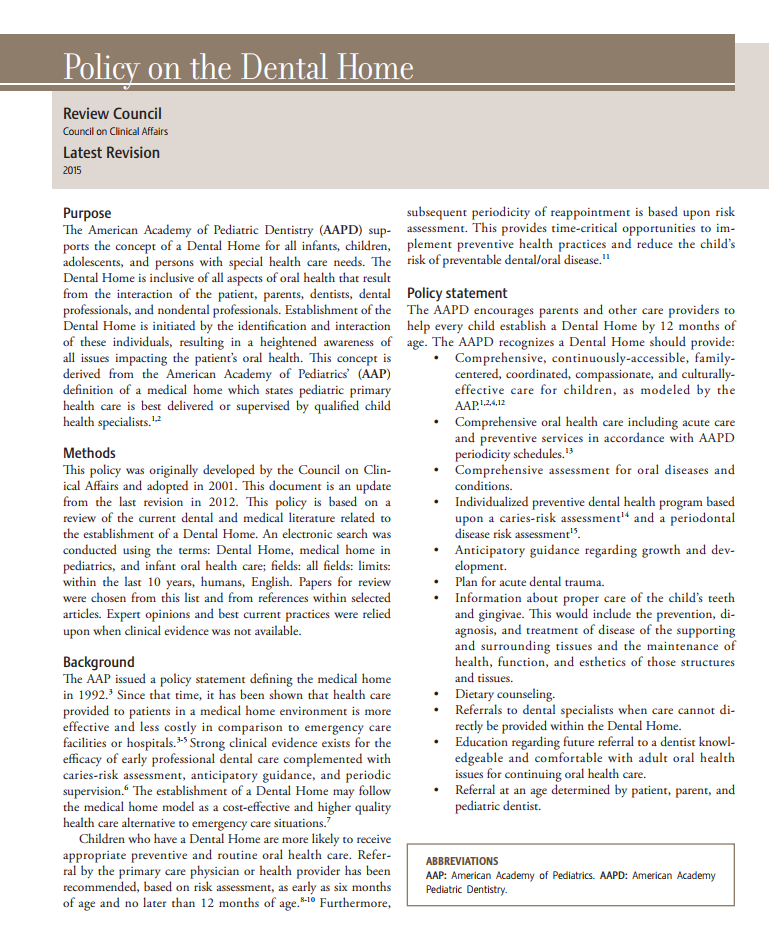 Policy on the Dental Home
Review Council
Council on Clinical Affairs
Latest Revision
2015
Purpose
The American Academy of Pediatric Dentistry (AAPD) sup-
ports the concept of a Dental Home for all infants, children,
adolescents, and persons with special health care needs. The
Dental Home is inclusive of all aspects of oral health that result
from the interaction of the patient, parents, dentists, dental
professionals, and nondental professionals. Establishment of the
Dental Home is initiated by the identification and interaction
of these individuals, resulting in a heightened awareness of
all issues impacting the patient’s oral health. This concept is
derived from the American Academy of Pediatrics’ (AAP)
definition of a medical home which states pediatric primary
health care is best delivered or supervised by qualified child
health specialists.1,2
Methods
This policy was originally developed by the Council on Clin-
ical Affairs and adopted in 2001. This document is an update
from the last revision in 2012. This policy is based on a
review of the current dental and medical literature related to
the establishment of a Dental Home. An electronic search was
conducted using the terms: Dental Home, medical home in
pediatrics, and infant oral health care; fields: all fields: limits:
within the last 10 years, humans, English. Papers for review
were chosen from this list and from references within selected
articles. Expert opinions and best current practices were relied
upon when clinical evidence was not available.
Background
The AAP issued a policy statement defining the medical home
in 1992.3 Since that time, it has been shown that health care
provided to patients in a medical home environment is more
effective and less costly in comparison to emergency care
facilities or hospitals.3-5 Strong clinical evidence exists for the
efficacy of early professional dental care complemented with
caries-risk assessment, anticipatory guidance, and periodic
supervision.6 The establishment of a Dental Home may follow
the medical home model as a cost-effective and higher quality
health care alternative to emergency care situations.7
Children who have a Dental Home are more likely to receive
appropriate preventive and routine oral health care. Refer-
ral by the primary care physician or health provider has been
recommended, based on risk assessment, as early as six months
of age and no later than 12 months of age.8-10 Furthermore,
subsequent periodicity of reappointment is based upon risk
assessment. This provides time-critical opportunities to im-
plement preventive health practices and reduce the child’s
risk of preventable dental/oral disease.11
Policy statement
The AAPD encourages parents and other care providers to
help every child establish a Dental Home by 12 months of
age. The AAPD recognizes a Dental Home should provide:
• Comprehensive, continuously-accessible, family-
centered, coordinated, compassionate, and culturally-
effective care for children, as modeled by the
AAP.1,2,4,12
• Comprehensive oral health care including acute care
and preventive services in accordance with AAPD
periodicity schedules.13
• Comprehensive assessment for oral diseases and
conditions.
• Individualized preventive dental health program based
upon a caries-risk assessment14 and a periodontal
disease risk assessment15.
• Anticipatory guidance regarding growth and dev-
elopment.
• Plan for acute dental trauma.
• Information about proper care of the child’s teeth
and gingivae. This would include the prevention, di-
agnosis, and treatment of disease of the supporting
and surrounding tissues and the maintenance of
health, function, and esthetics of those structures
and tissues.
• Dietary counseling.
• Referrals to dental specialists when care cannot di-
rectly be provided within the Dental Home.
• Education regarding future referral to a dentist knowl-
edgeable and comfortable with adult oral health
issues for continuing oral health care.
• Referral at an age determined by patient, parent, and
pediatric dentist.
ABBREVIATIONS
AAP: American Academy of Pediatrics. AAPD: American Academy
Pediatric Dentistry.